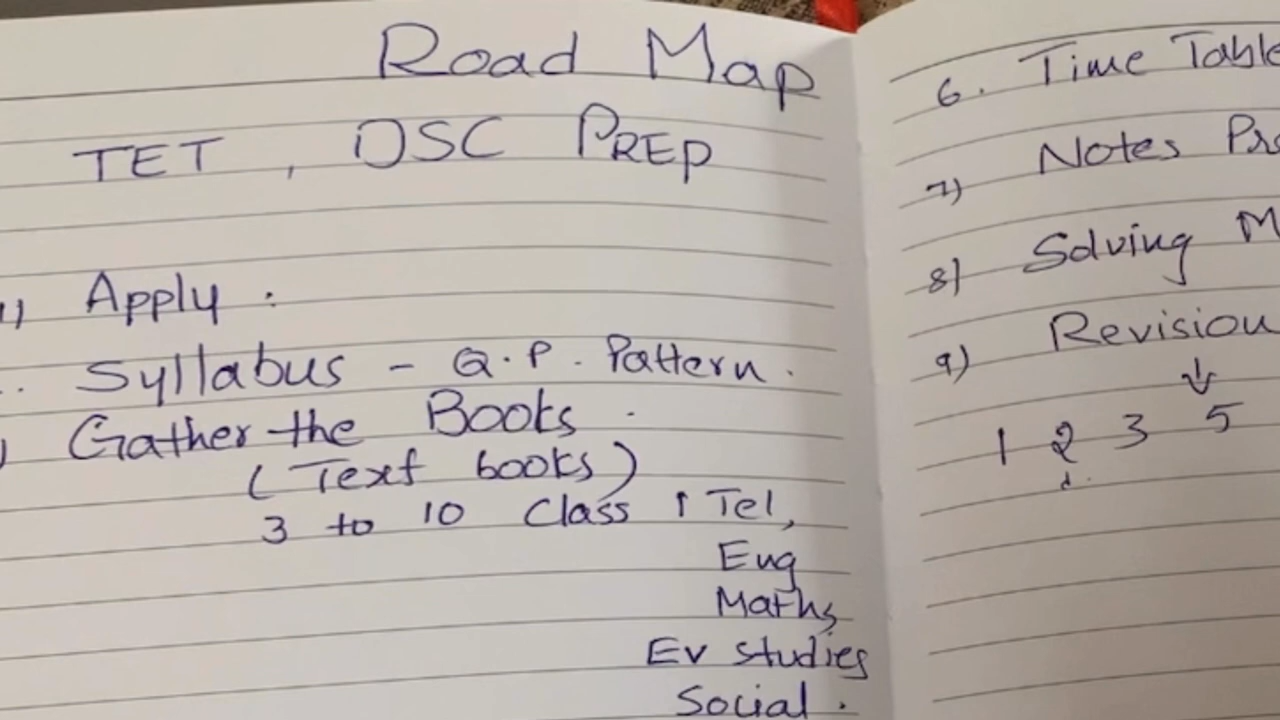 Road Map
TET, DSC PREP
1) Apply :
Syllabus - Q.P. Pattern.
Gather the Books.
(Text books)
3 to 10 Class ↑ Tel,
Eng
Maths
Ev studies
Social.
6. Time Table
7) Notes
8) Solving
9) Revision
↓
1 2 3 5